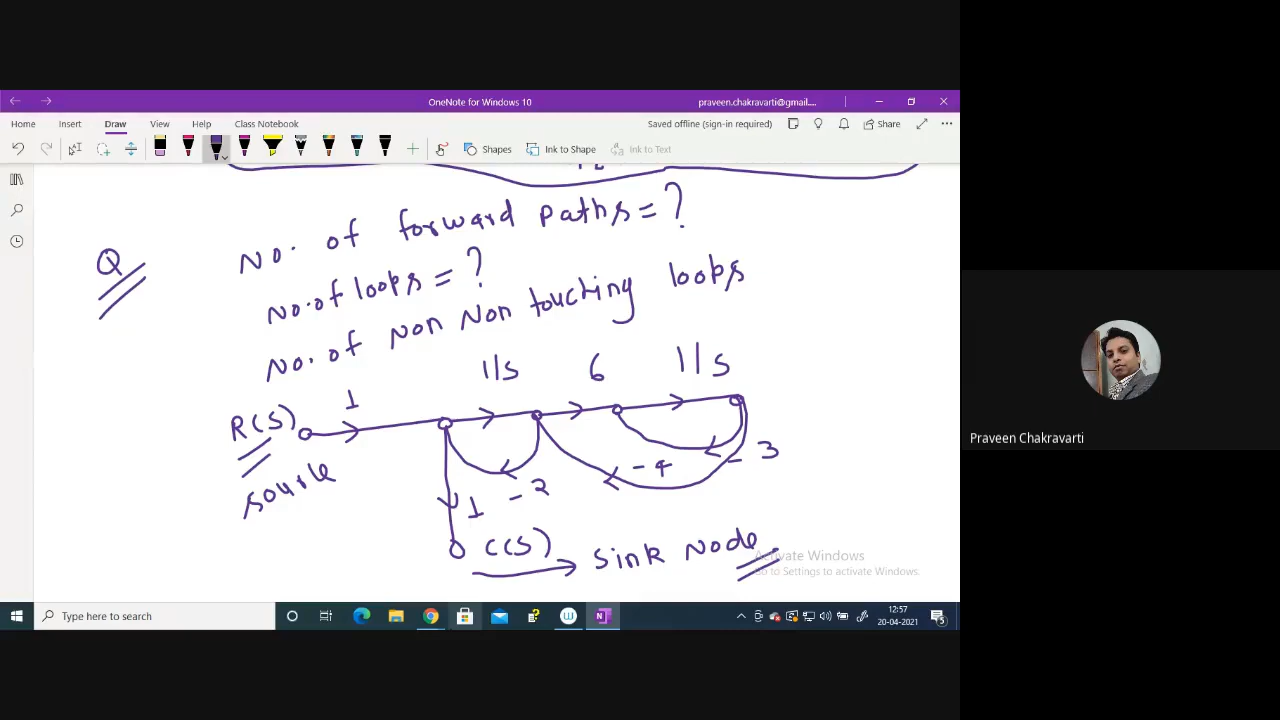 OneNote for Windows 10
praveen.chakravarti@gmail....
Home Insert Draw View Help Class Notebook
Saved offline (sign-in required)
Share
Shapes
Ink to Shape
Ink to Text
Q
No. of forward paths = ?
No. of loops = ?
No. of Non Non touching loops
1/s 6 1/s
R(S) 1
source
-4 -3
1 -2
C(S) → Sink Node
Activate Windows
Go to Settings to activate Windows.
Praveen Chakravarti
Type here to search
12:57
20-04-2021
5